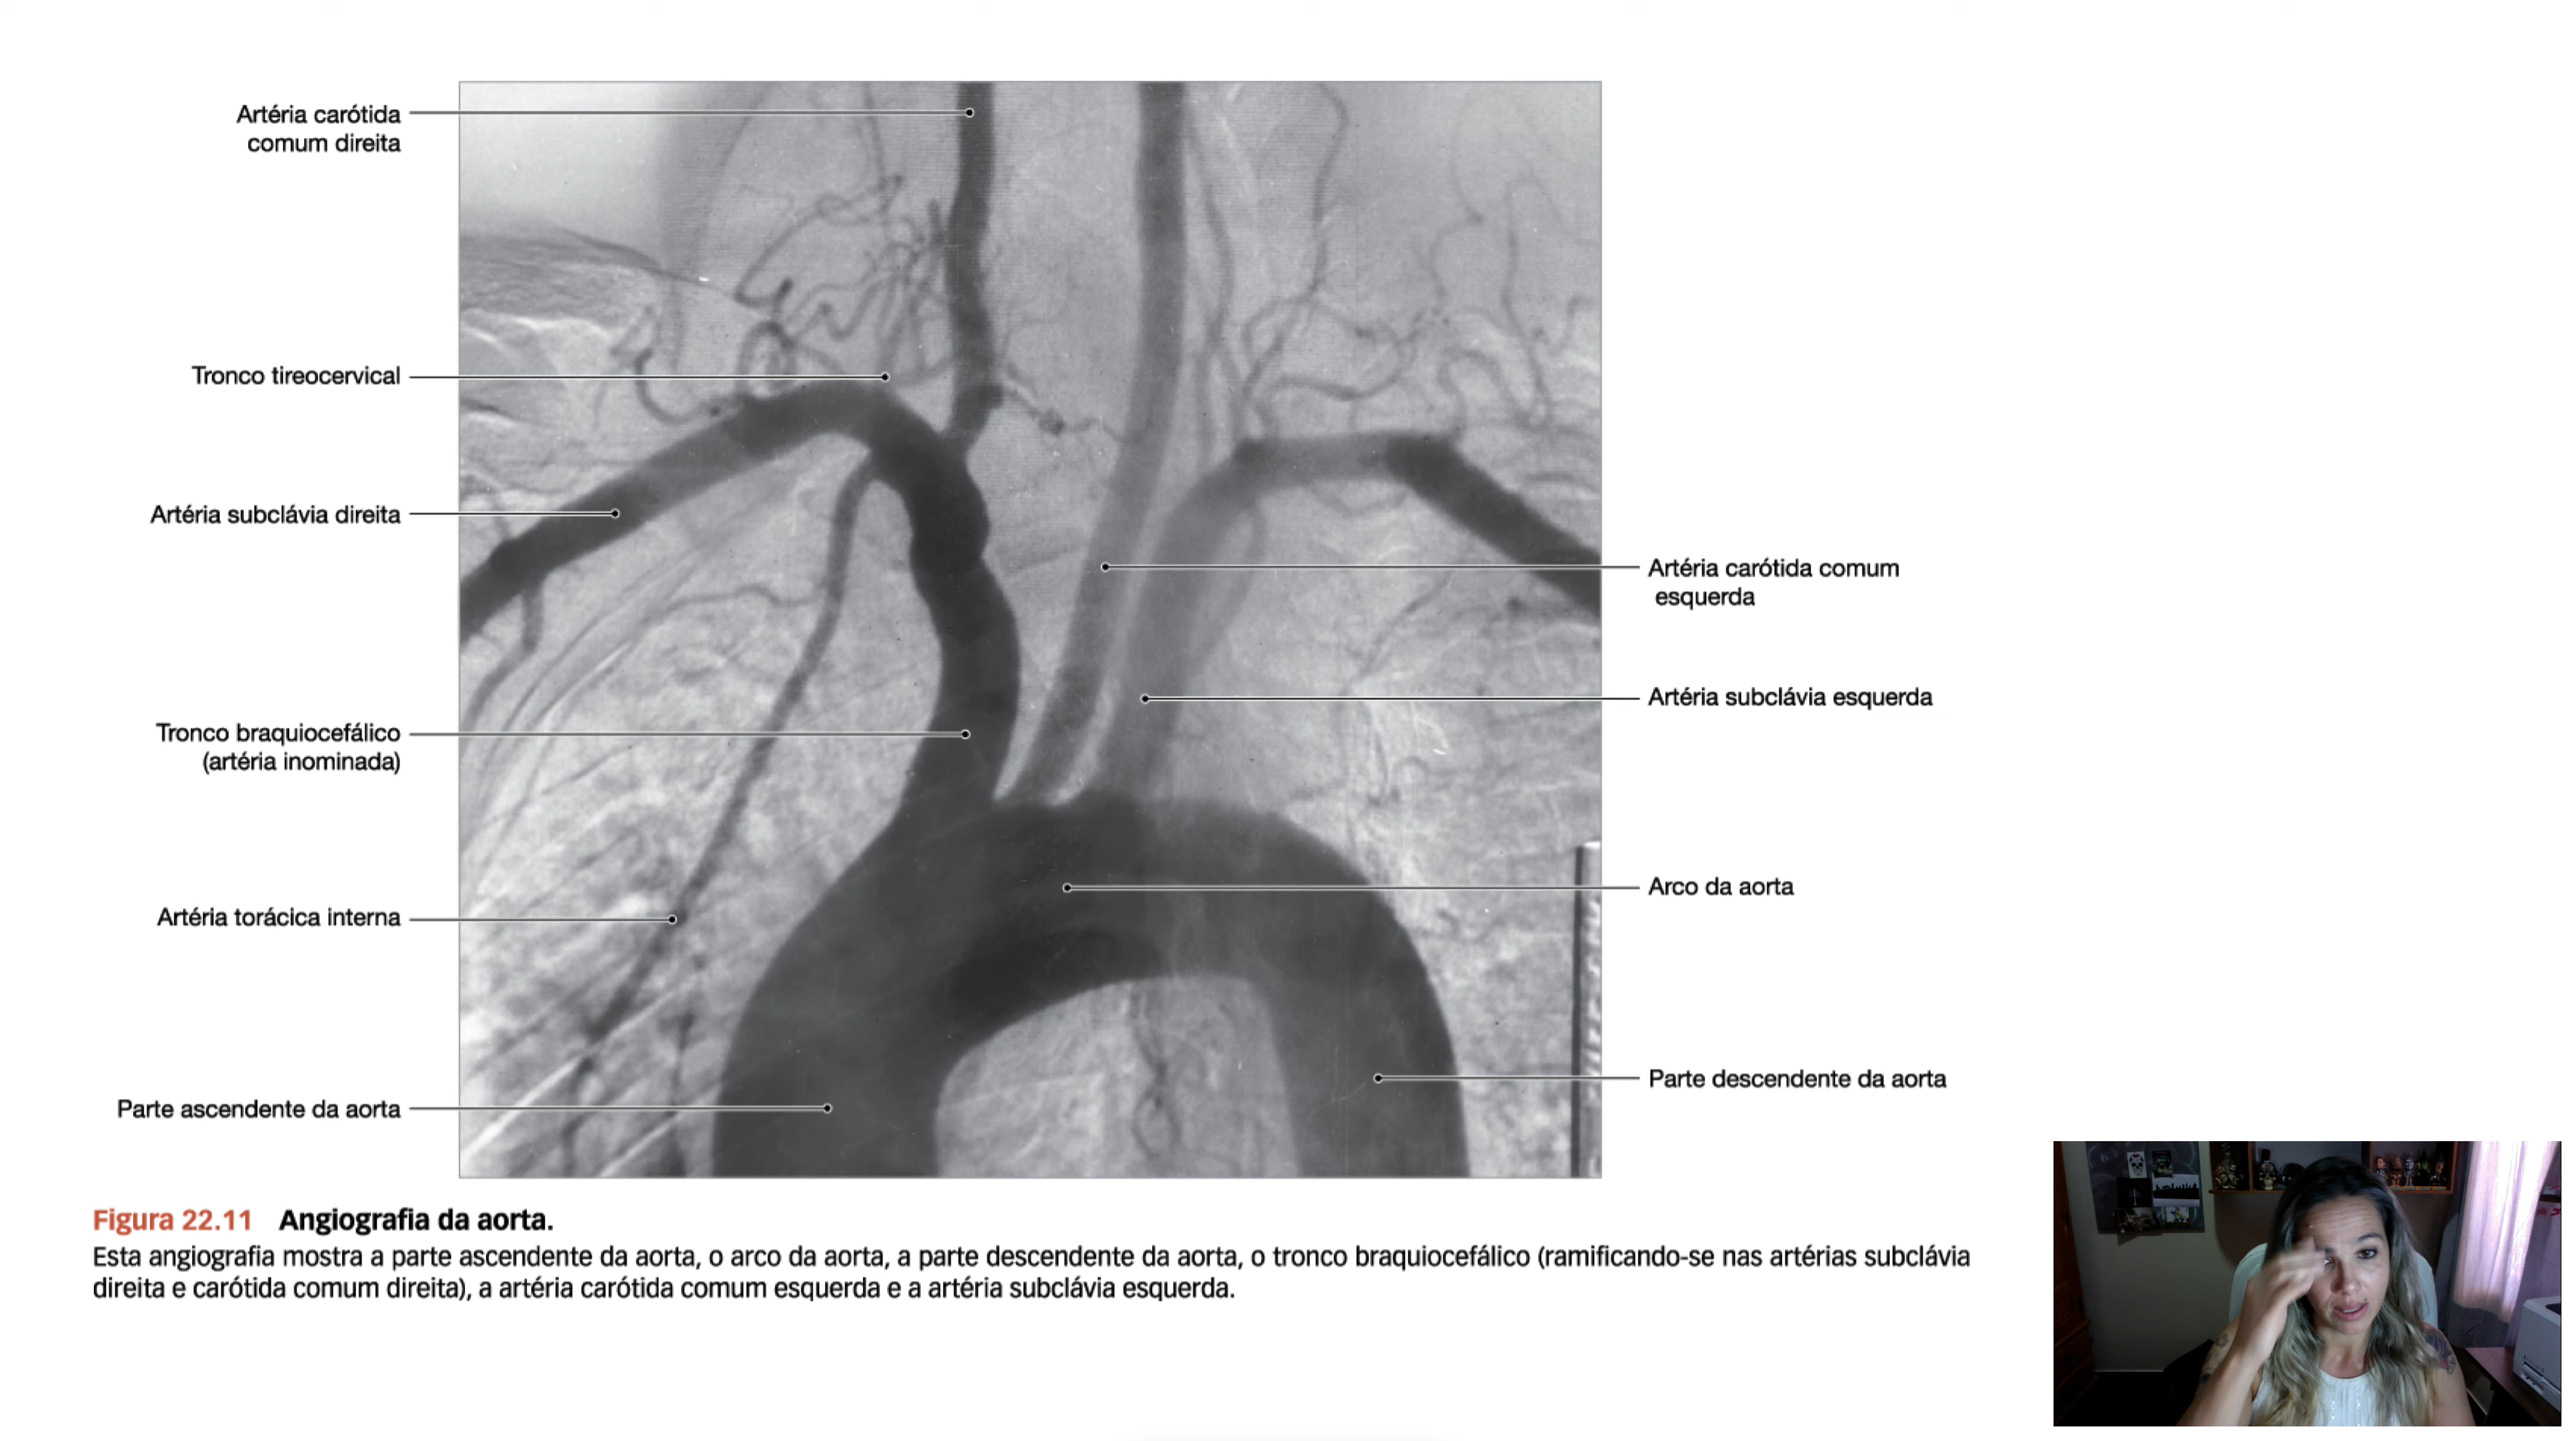 Artéria carótida
comum direita
Tronco tireocervical
Artéria subclávia direita
Tronco braquiocefálico
(artéria inominada)
Artéria torácica interna
Parte ascendente da aorta
Artéria carótida comum
esquerda
Artéria subclávia esquerda
Arco da aorta
Parte descendente da aorta
Figura 22.11 Angiografia da aorta.
Esta angiografia mostra a parte ascendente da aorta, o arco da aorta, a parte descendente da aorta, o tronco braquiocefálico (ramificando-se nas artérias subclávia
direita e carótida comum direita), a artéria carótida comum esquerda e a artéria subclávia esquerda.